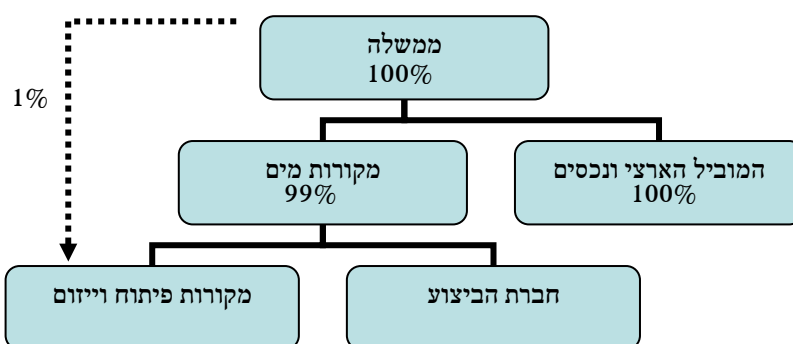 ממשלה
100%
1%
מקורות מים
99%
המוביל הארצי ונכסים
100%
מקורות פיתוח וייזום
חברת הביצוע